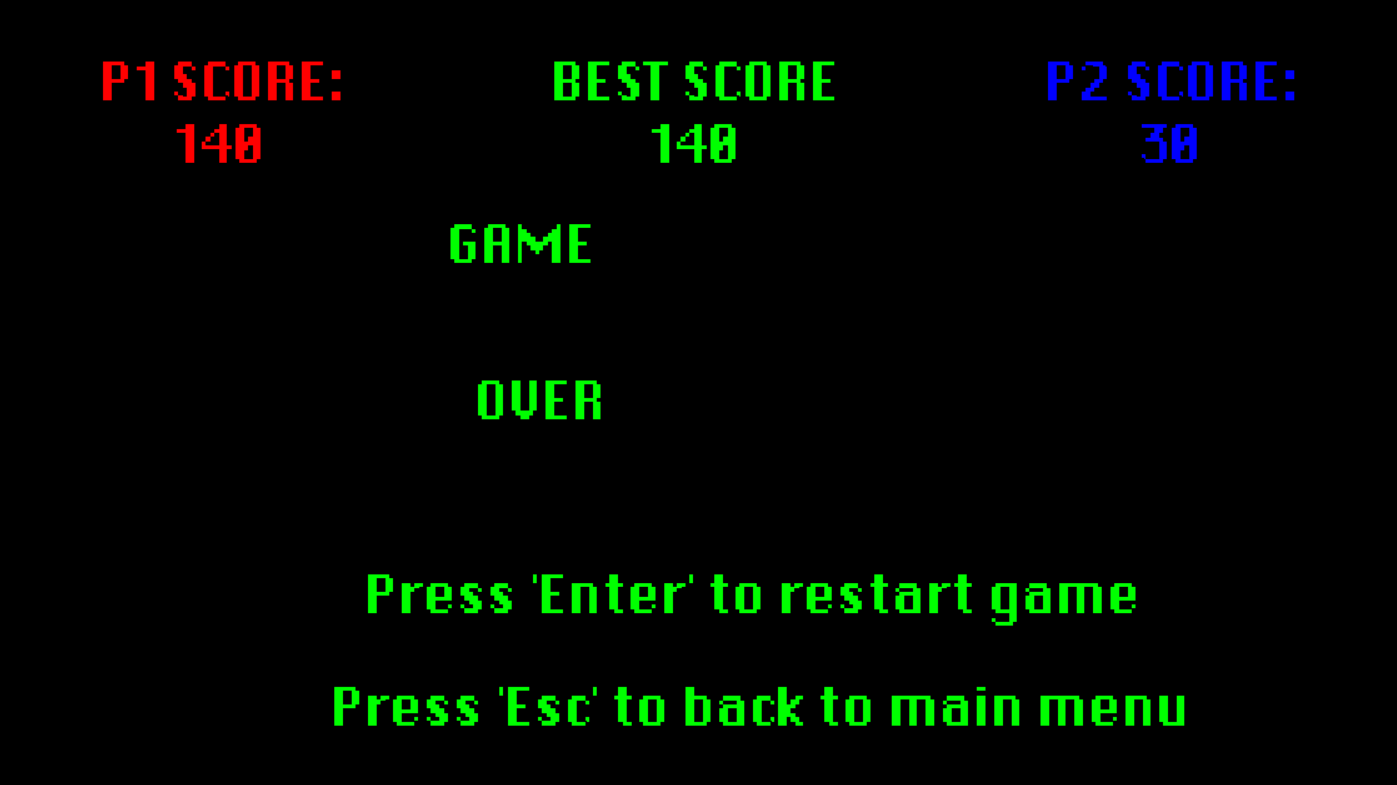 P1 SCORE: BEST SCORE P2 SCORE:
140 140 30
GAME
OVER
Press 'Enter' to restart game
Press 'Esc' to back to main menu